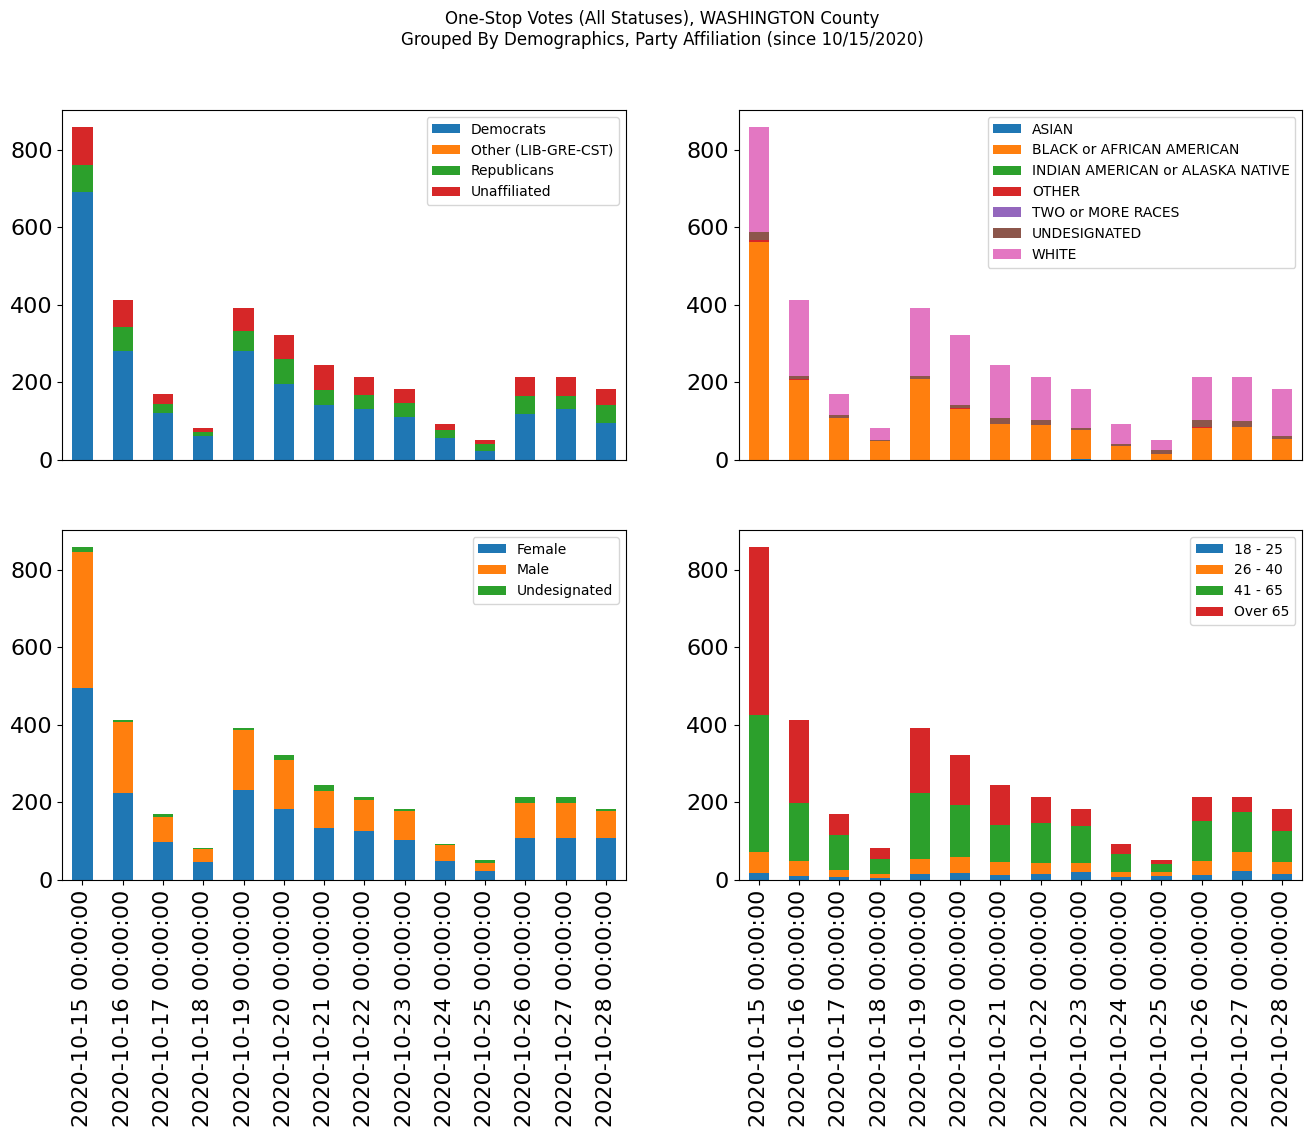 One-Stop Votes (All Statuses), WASHINGTON County
Grouped By Demographics, Party Affiliation (since 10/15/2020)
800
600
400
200
0
Democrats
Other (LIB-GRE-CST)
Republicans
Unaffiliated
800
600
400
200
0
ASIAN
BLACK or AFRICAN AMERICAN
INDIAN AMERICAN or ALASKA NATIVE
OTHER
TWO or MORE RACES
UNDESIGNATED
WHITE
800
600
400
200
0
Female
Male
Undesignated
2020-10-15 00:00:00
2020-10-16 00:00:00
2020-10-17 00:00:00
2020-10-18 00:00:00
2020-10-19 00:00:00
2020-10-20 00:00:00
2020-10-21 00:00:00
2020-10-22 00:00:00
2020-10-23 00:00:00
2020-10-24 00:00:00
2020-10-25 00:00:00
2020-10-26 00:00:00
2020-10-27 00:00:00
2020-10-28 00:00:00
800
600
400
200
0
18 - 25
26 - 40
41 - 65
Over 65
2020-10-15 00:00:00
2020-10-16 00:00:00
2020-10-17 00:00:00
2020-10-18 00:00:00
2020-10-19 00:00:00
2020-10-20 00:00:00
2020-10-21 00:00:00
2020-10-22 00:00:00
2020-10-23 00:00:00
2020-10-24 00:00:00
2020-10-25 00:00:00
2020-10-26 00:00:00
2020-10-27 00:00:00
2020-10-28 00:00:00